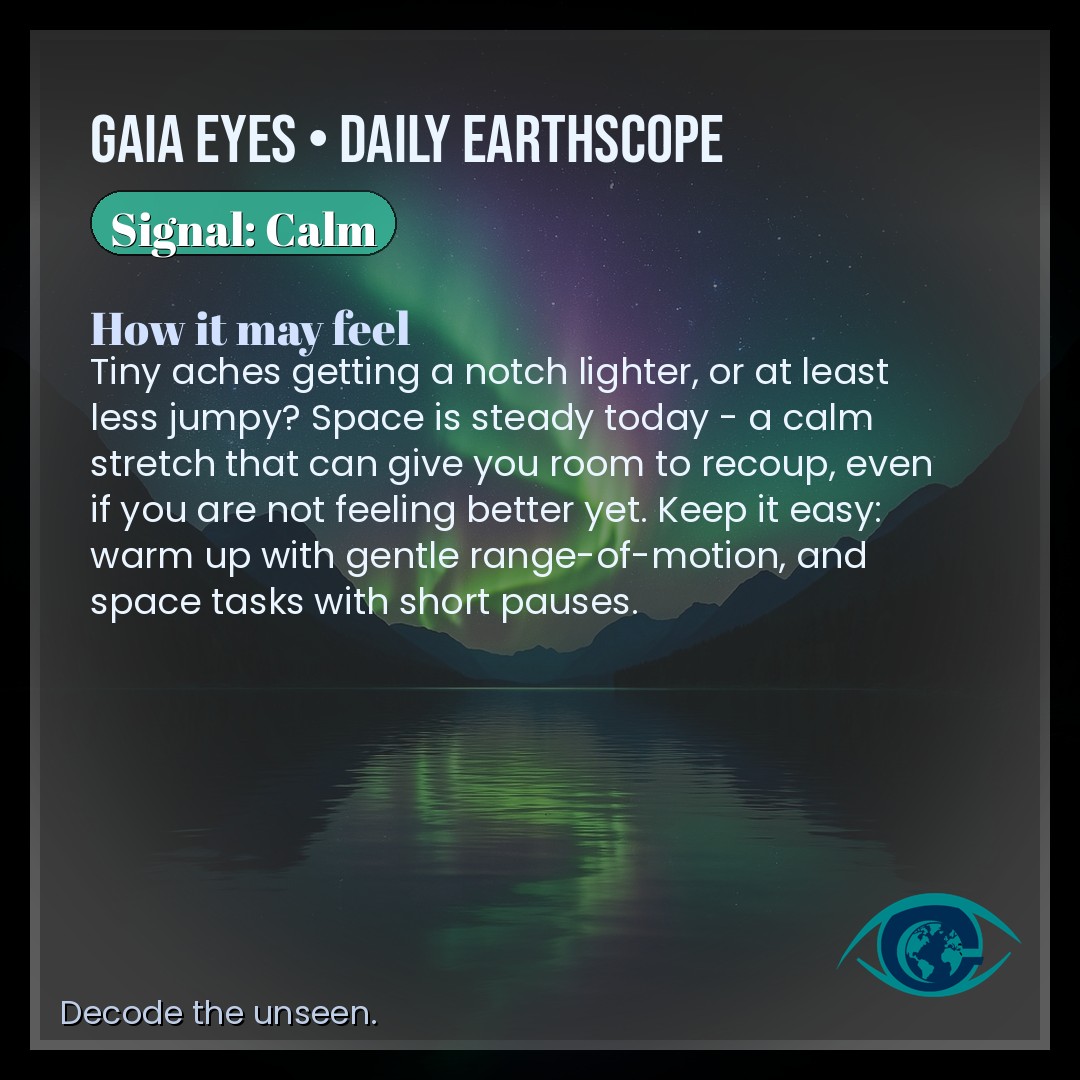 GAIA EYES • DAILY EARTHSCOPE
Signal: Calm
How it may feel
Tiny aches getting a notch lighter, or at least
less jumpy? Space is steady today - a calm
stretch that can give you room to recoup, even
if you are not feeling better yet. Keep it easy:
warm up with gentle range-of-motion, and
space tasks with short pauses.
Decode the unseen.